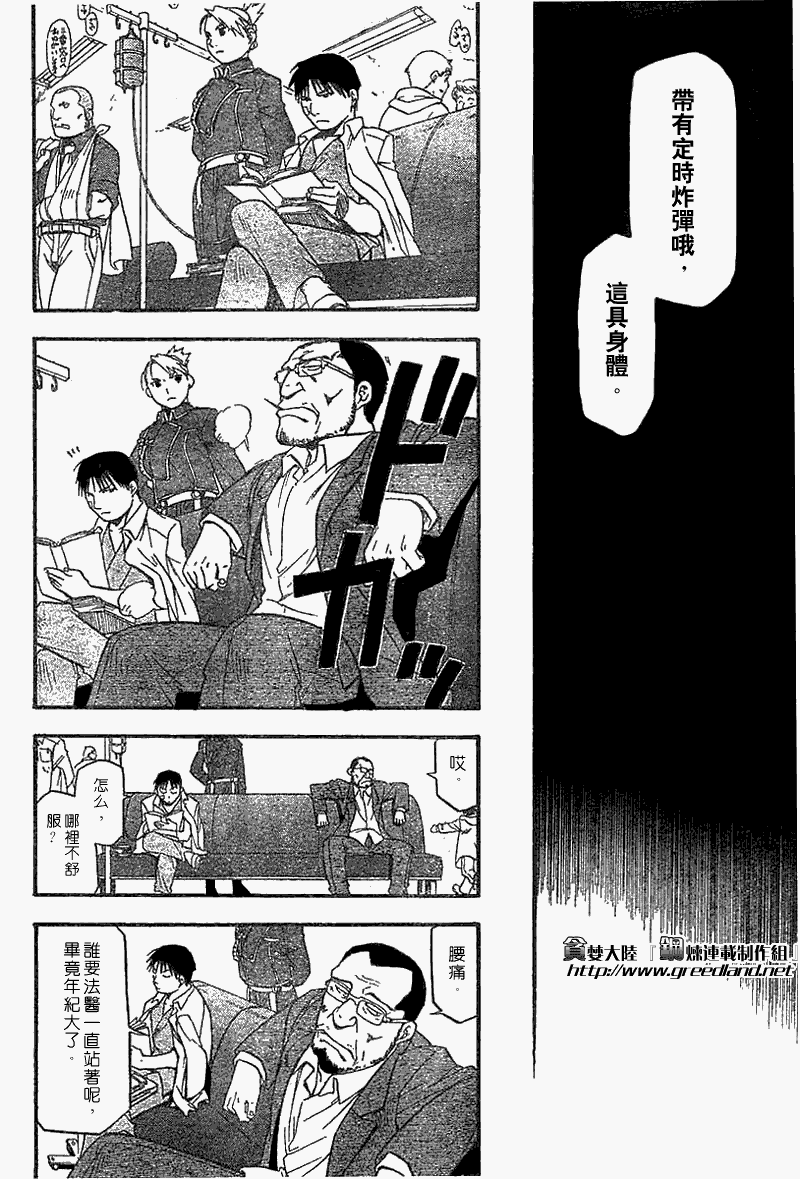 帶有定時炸彈哦，
這具身體。
ドカッ
哎。
怎么，
哪裡不舒
服？
腰痛。
誰要法醫一直站著呢，
畢竟年紀大了。
貪婪大陸『鋼煉連載制作組』
http://www.greedland.net